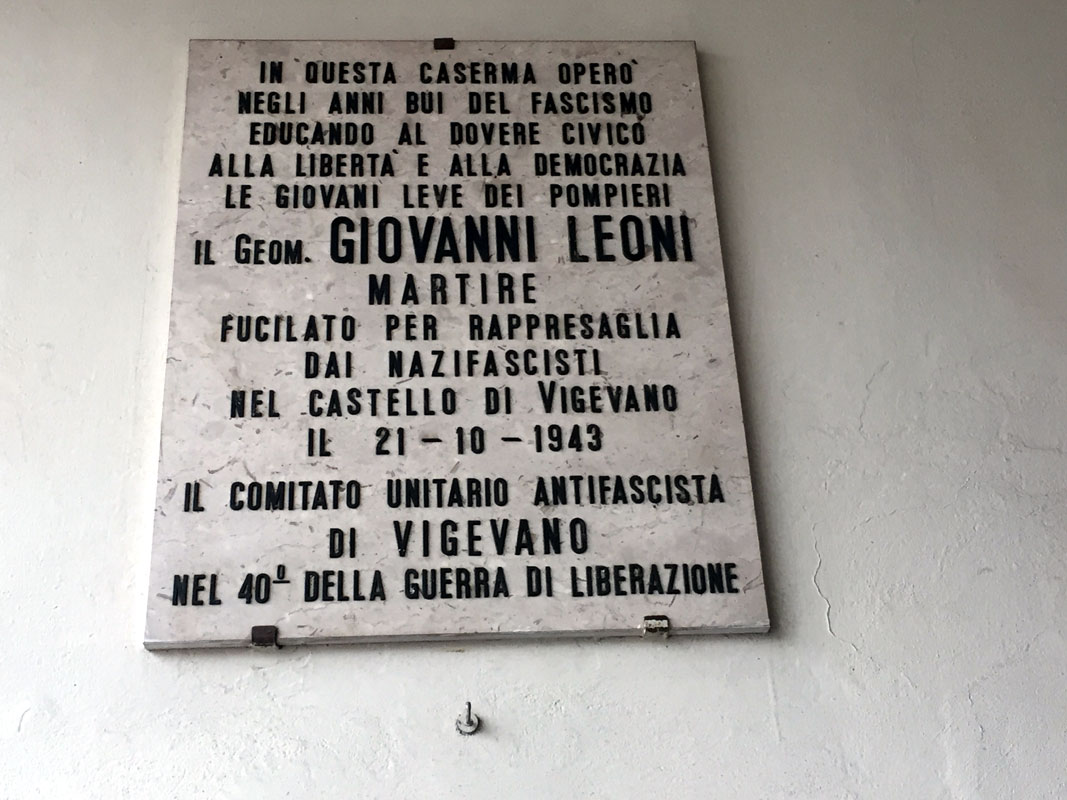 IN QUESTA CASERMA OPERO`
NEGLI ANNI BUI DEL FASCISMO
EDUCANDO AL DOVERE CIVICO
ALLA LIBERTA` E ALLA DEMOCRAZIA
LE GIOVANI LEVE DEI POMPIERI
IL GEOM. GIOVANNI LEONI
MARTIRE
FUCILATO PER RAPPRESAGLIA
DAI NAZIFASCISTI
NEL CASTELLO DI VIGEVANO
IL 21 – 10 – 1943
IL COMITATO UNITARIO ANTIFASCISTA
DI VIGEVANO
NEL 40º DELLA GUERRA DI LIBERAZIONE